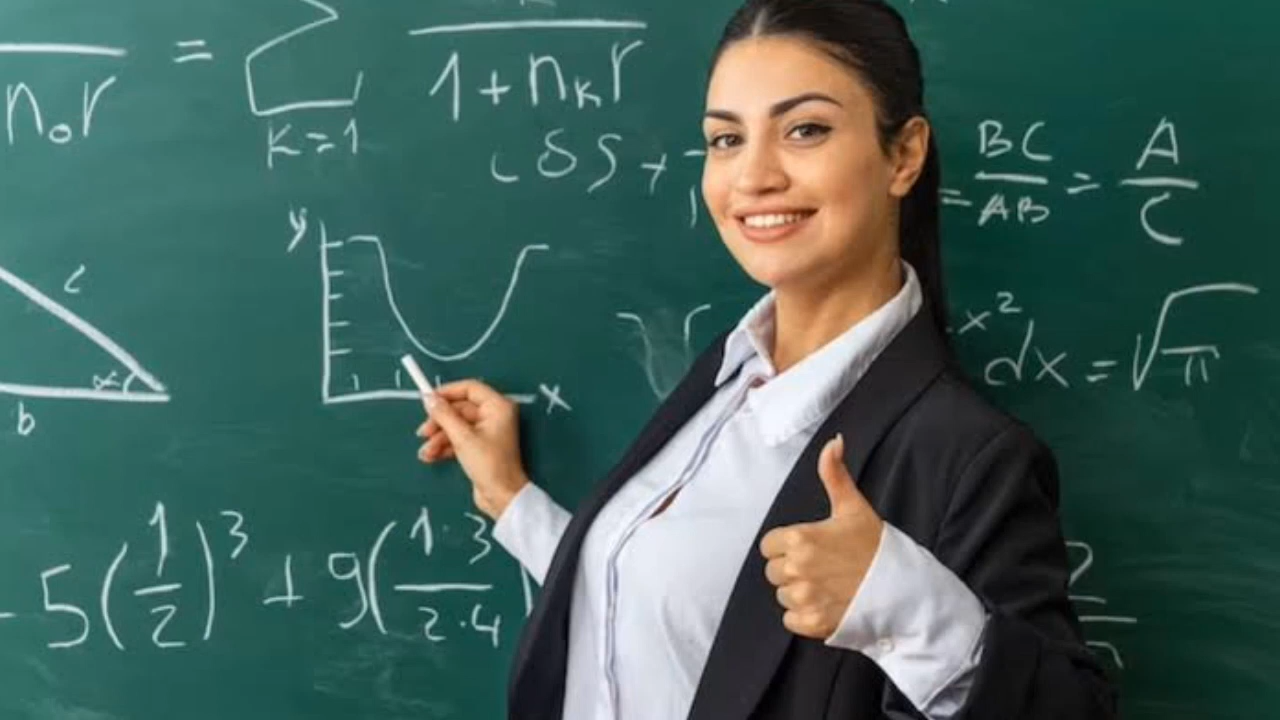 n₀r = ∑ k=1 1 + nₖr
y
x
c
α
b
= BC/AB = A/C
x² dx = √π
- 5(1/2)³ + 9(1·3/2·4)